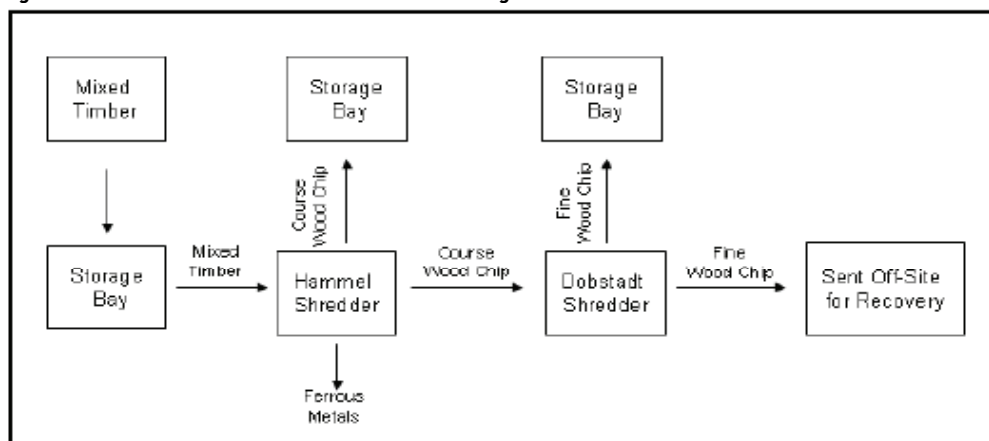 Mixed
Timber
Storage
Bay
Storage
Bay
Course
Wood Chip
Fine
Wood Chip
Storage
Bay
Mixed
Timber
Hammel
Shredder
Course
Wood Chip
Dobstadt
Shredder
Fine
Wood Chip
Sent Off-Site
for Recovery
Ferrous
Metals